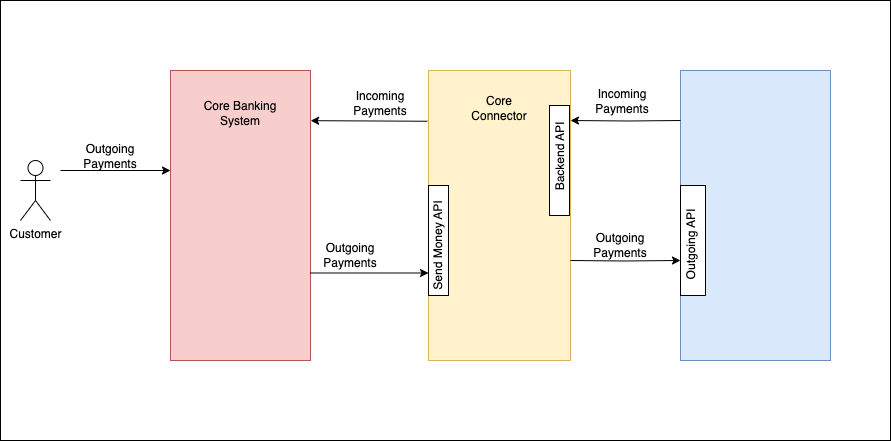 Core Banking
System
Incoming
Payments
Core
Connector
Incoming
Payments
Backend API
Outgoing
Payments
Customer
Outgoing
Payments
Send Money API
Outgoing
Payments
Outgoing API